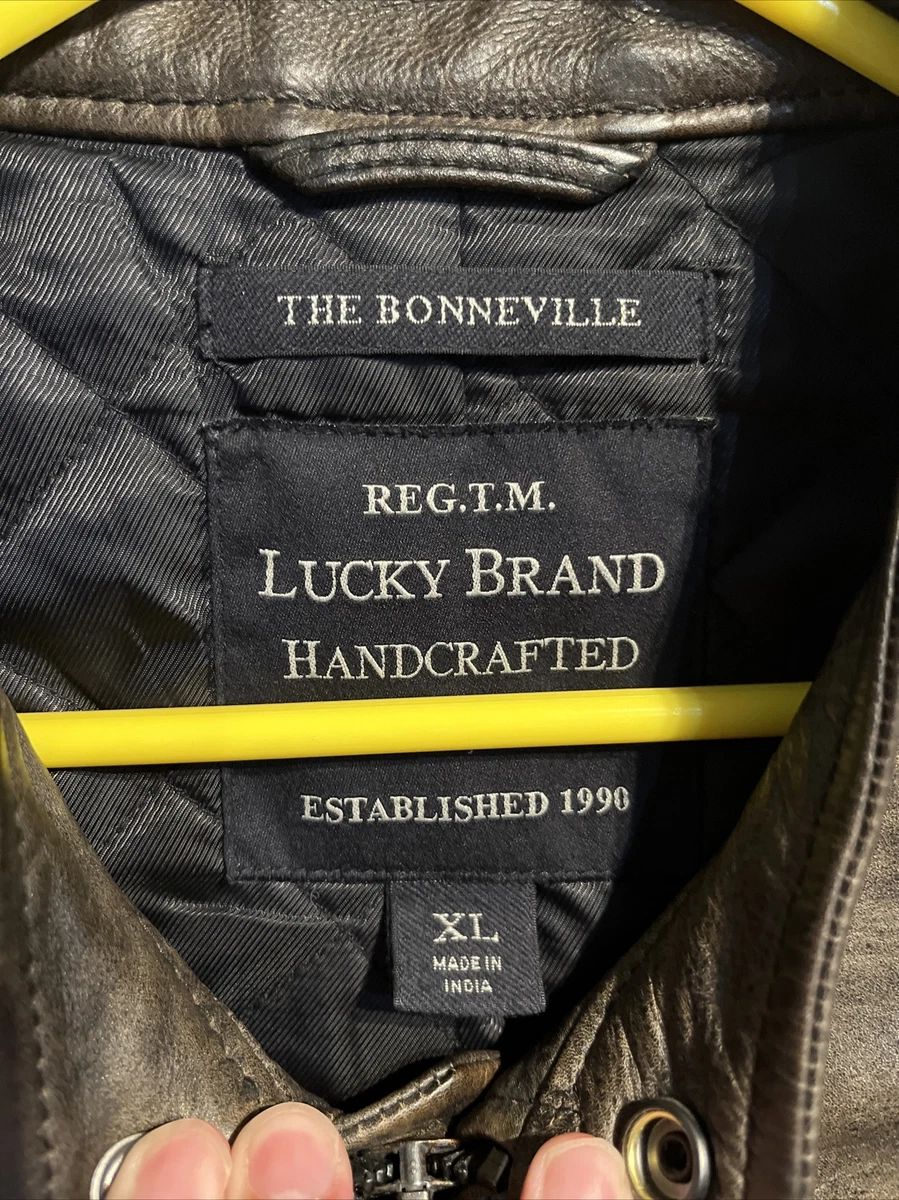 THE BONNEVILLE
REG.T.M.
LUCKY BRAND
HANDCRAFTED
ESTABLISHED 1990
XL
MADE IN
INDIA